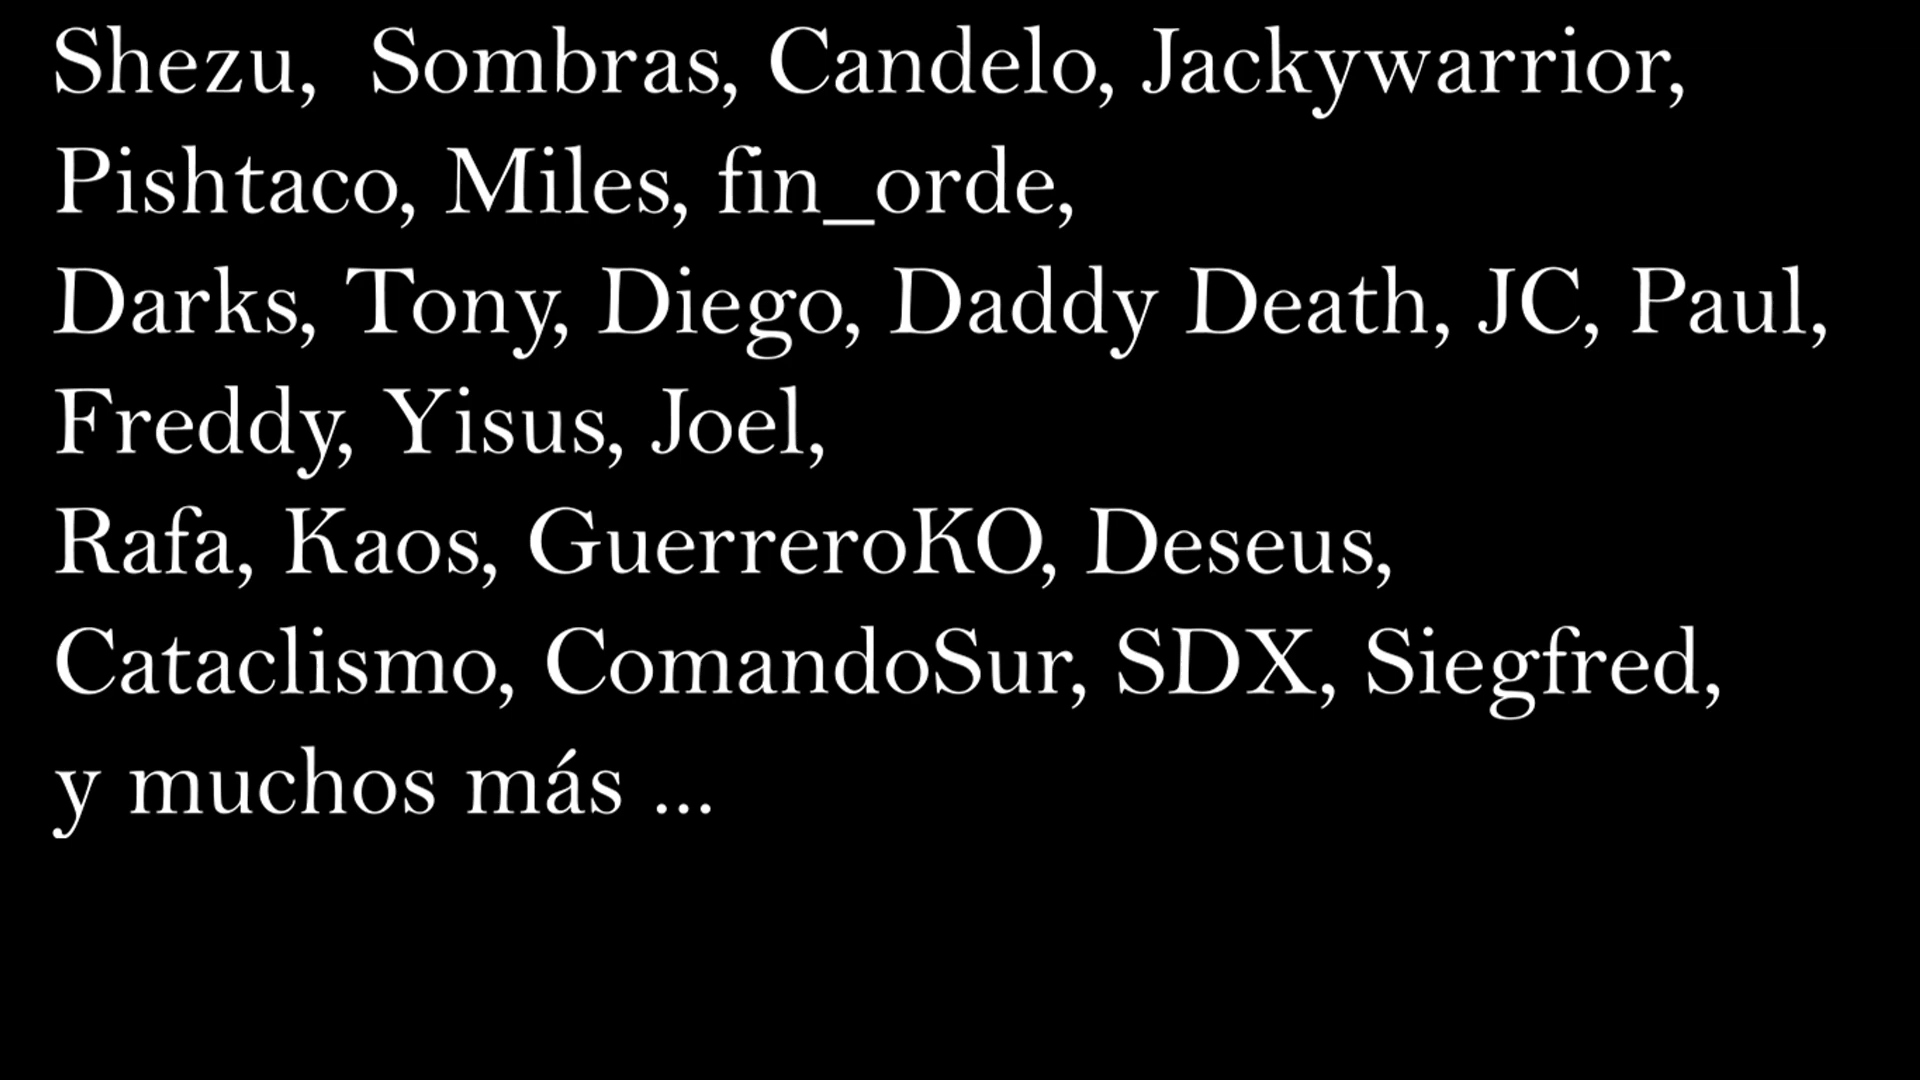 Shezu,  Sombras, Candelo, Jackywarrior,
Pishtaco, Miles, fin_orde,
Darks, Tony, Diego, Daddy Death, JC, Paul,
Freddy, Yisus, Joel,
Rafa, Kaos, GuerreroKO, Deseus,
Cataclismo, ComandoSur, SDX, Siegfred,
y muchos más ...